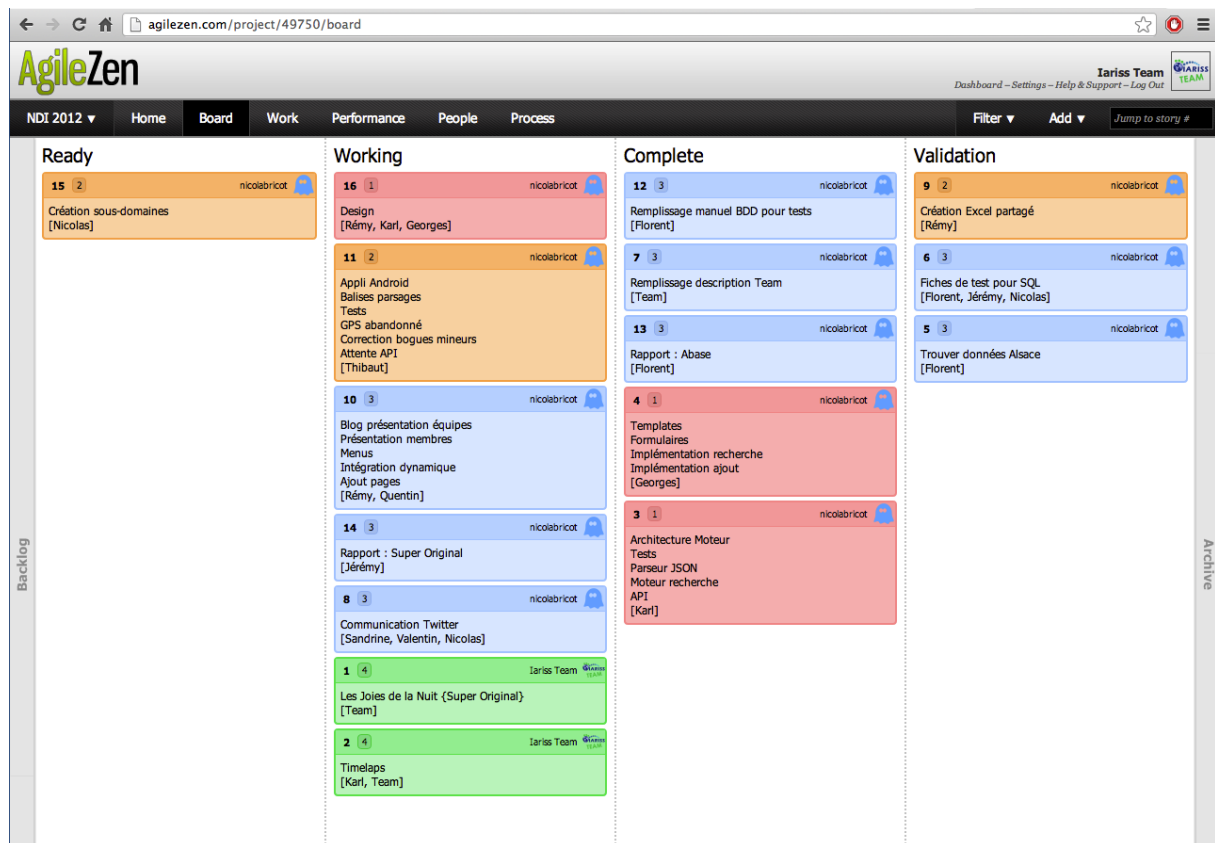 agilezen.com/project/49750/board
AgileZen
Iariss Team
Dashboard – Settings – Help & Support – Log Out
IARISS
TEAM
NDI 2012 ▼ Home Board Work Performance People Process Filter ▼ Add ▼ Jump to story #
Backlog
Ready
15 2 nicolabricot
Création sous-domaines
[Nicolas]
Working
16 1 nicolabricot
Design
[Rémy, Karl, Georges]
11 2 nicolabricot
Appli Android
Balises parsages
Tests
GPS abandonné
Correction bogues mineurs
Attente API
[Thibaut]
10 3 nicolabricot
Blog présentation équipes
Présentation membres
Menus
Intégration dynamique
Ajout pages
[Rémy, Quentin]
14 3 nicolabricot
Rapport : Super Original
[Jérémy]
8 3 nicolabricot
Communication Twitter
[Sandrine, Valentin, Nicolas]
1 4 Iariss Team IARISS
TEAM
Les Joies de la Nuit {Super Original}
[Team]
2 4 Iariss Team IARISS
TEAM
Timelaps
[Karl, Team]
Complete
12 3 nicolabricot
Remplissage manuel BDD pour tests
[Florent]
7 3 nicolabricot
Remplissage description Team
[Team]
13 3 nicolabricot
Rapport : Abase
[Florent]
4 1 nicolabricot
Templates
Formulaires
Implémentation recherche
Implémentation ajout
[Georges]
3 1 nicolabricot
Architecture Moteur
Tests
Parseur JSON
Moteur recherche
API
[Karl]
Validation
9 2 nicolabricot
Création Excel partagé
[Rémy]
6 3 nicolabricot
Fiches de test pour SQL
[Florent, Jérémy, Nicolas]
5 3 nicolabricot
Trouver données Alsace
[Florent]
Archive